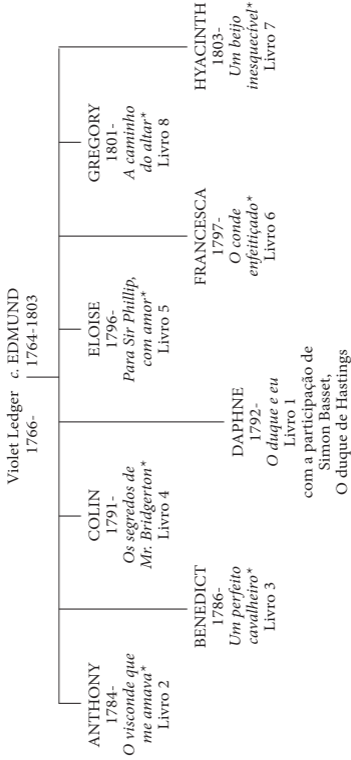 Violet Ledger c. EDMUND
1766- 1764-1803
ANTHONY
1784-
O visconde que
me amava*
Livro 2
BENEDICT
1786-
Um perfeito
cavalheiro*
Livro 3
COLIN
1791-
Os segredos de
Mr. Bridgerton*
Livro 4
DAPHNE
1792-
O duque e eu
Livro 1
com a participação de
Simon Basset,
O duque de Hastings
ELOISE
1796-
Para Sir Phillip,
com amor*
Livro 5
FRANCESCA
1797-
O conde
enfeitiçado*
Livro 6
GREGORY
1801-
A caminho
do altar*
Livro 8
HYACINTH
1803-
Um beijo
inesquecível*
Livro 7